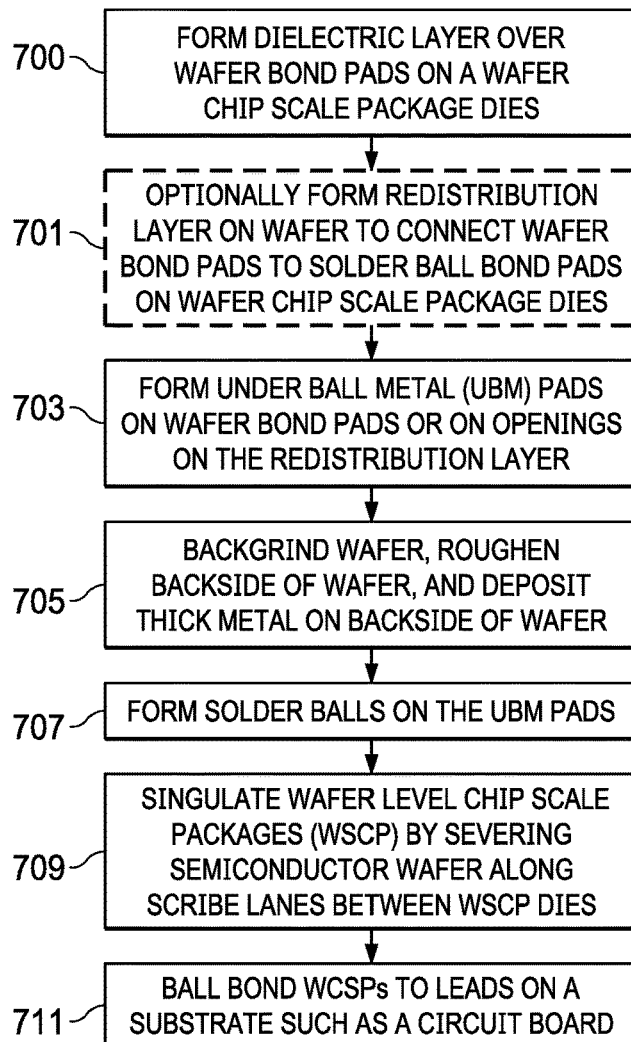 700
FORM DIELECTRIC LAYER OVER
WAFER BOND PADS ON A WAFER
CHIP SCALE PACKAGE DIES
701
OPTIONALLY FORM REDISTRIBUTION
LAYER ON WAFER TO CONNECT WAFER
BOND PADS TO SOLDER BALL BOND PADS
ON WAFER CHIP SCALE PACKAGE DIES
703
FORM UNDER BALL METAL (UBM) PADS
ON WAFER BOND PADS OR ON OPENINGS
ON THE REDISTRIBUTION LAYER
705
BACKGRIND WAFER, ROUGHEN
BACKSIDE OF WAFER, AND DEPOSIT
THICK METAL ON BACKSIDE OF WAFER
707
FORM SOLDER BALLS ON THE UBM PADS
709
SINGULATE WAFER LEVEL CHIP SCALE
PACKAGES (WSCP) BY SEVERING
SEMICONDUCTOR WAFER ALONG
SCRIBE LANES BETWEEN WSCP DIES
711
BALL BOND WCSPs TO LEADS ON A
SUBSTRATE SUCH AS A CIRCUIT BOARD